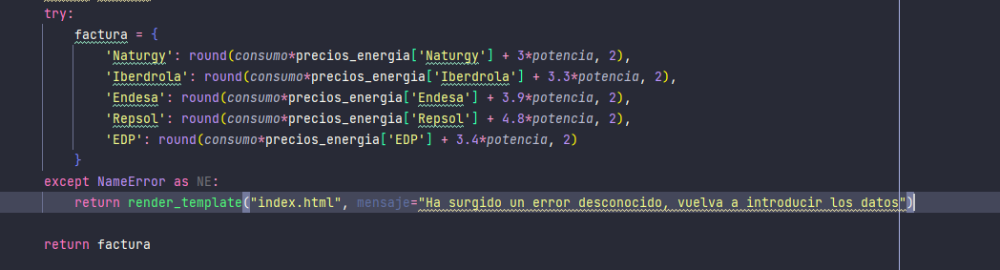 try:
factura = {
'Naturgy': round(consumo*precios_energia['Naturgy'] + 3*potencia, 2),
'Iberdrola': round(consumo*precios_energia['Iberdrola'] + 3.3*potencia, 2),
'Endesa': round(consumo*precios_energia['Endesa'] + 3.9*potencia, 2),
'Repsol': round(consumo*precios_energia['Repsol'] + 4.8*potencia, 2),
'EDP': round(consumo*precios_energia['EDP'] + 3.4*potencia, 2)
}
except NameError as NE:
return render_template("index.html", mensaje="Ha surgido un error desconocido, vuelva a introducir los datos")
return factura